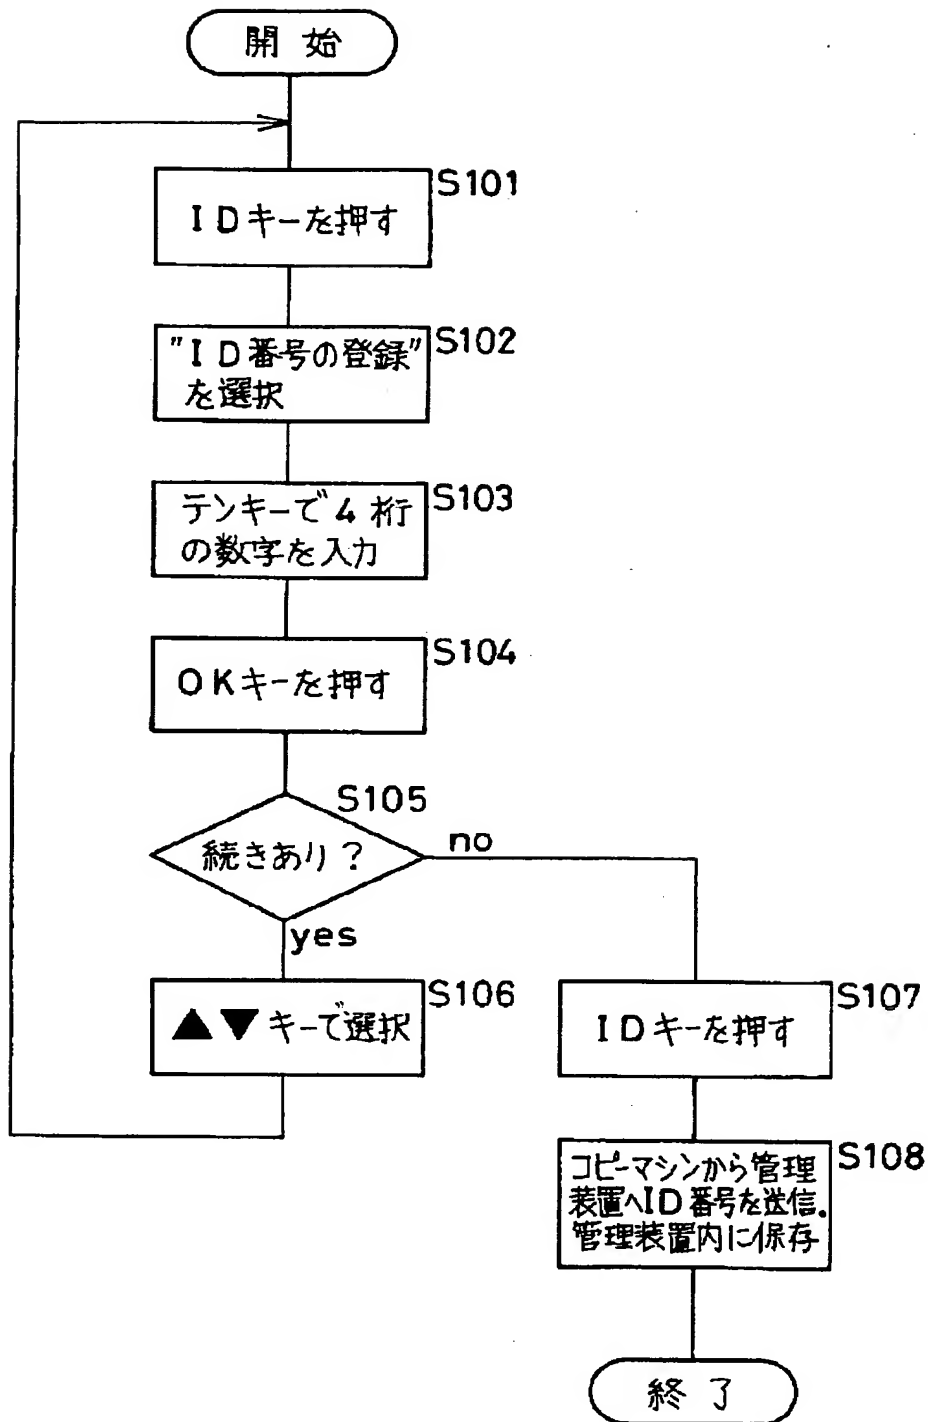 開始
S101
IDキーを押す
S102
"ID番号の登録"
を選択
S103
テンキーで4桁
の数字を入力
S104
OKキーを押す
S105
続きあり?
no
yes
S106
▲▼キーで選択
S107
IDキーを押す
S108
コピーマシンから管理
装置へID番号を送信.
管理装置内に保存
終了